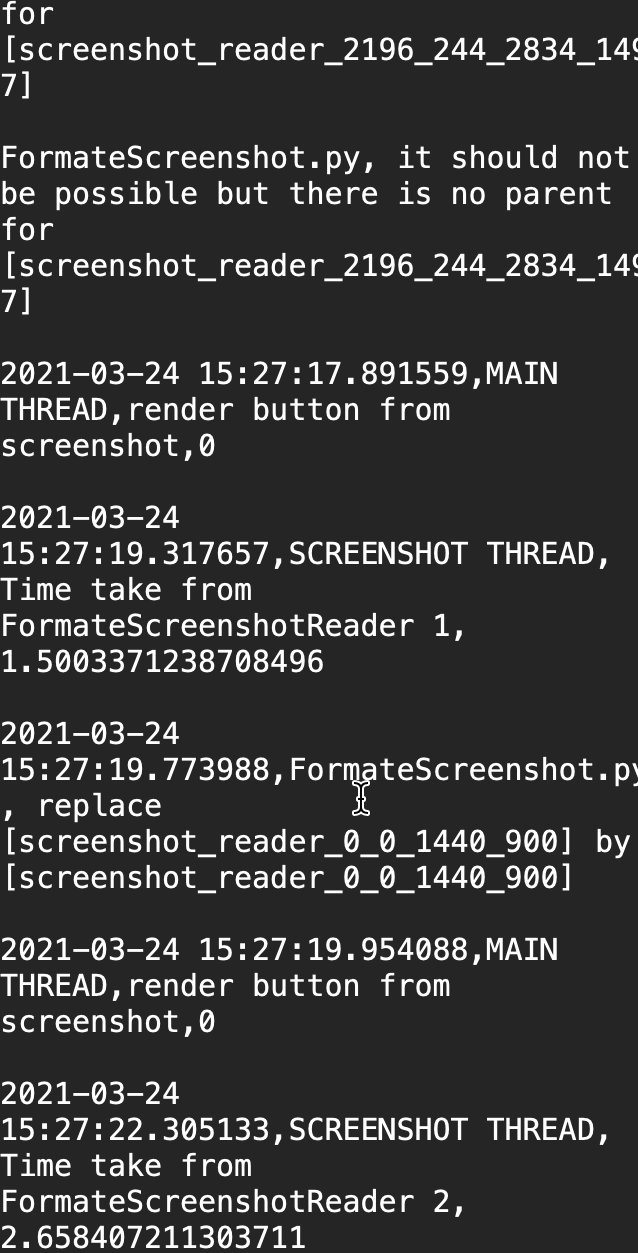 for
[screenshot_reader_2196_244_2834_149
7]
FormateScreenshot.py, it should not
be possible but there is no parent
for
[screenshot_reader_2196_244_2834_149
7]
2021-03-24 15:27:17.891559,MAIN
THREAD,render button from
screenshot,0
2021-03-24
15:27:19.317657,SCREENSHOT THREAD,
Time take from
FormateScreenshotReader 1,
1.5003371238708496
2021-03-24
15:27:19.773988,FormateScreenshot.py
, replace
[screenshot_reader_0_0_1440_900] by
[screenshot_reader_0_0_1440_900]
2021-03-24 15:27:19.954088,MAIN
THREAD,render button from
screenshot,0
2021-03-24
15:27:22.305133,SCREENSHOT THREAD,
Time take from
FormateScreenshotReader 2,
2.658407211303711